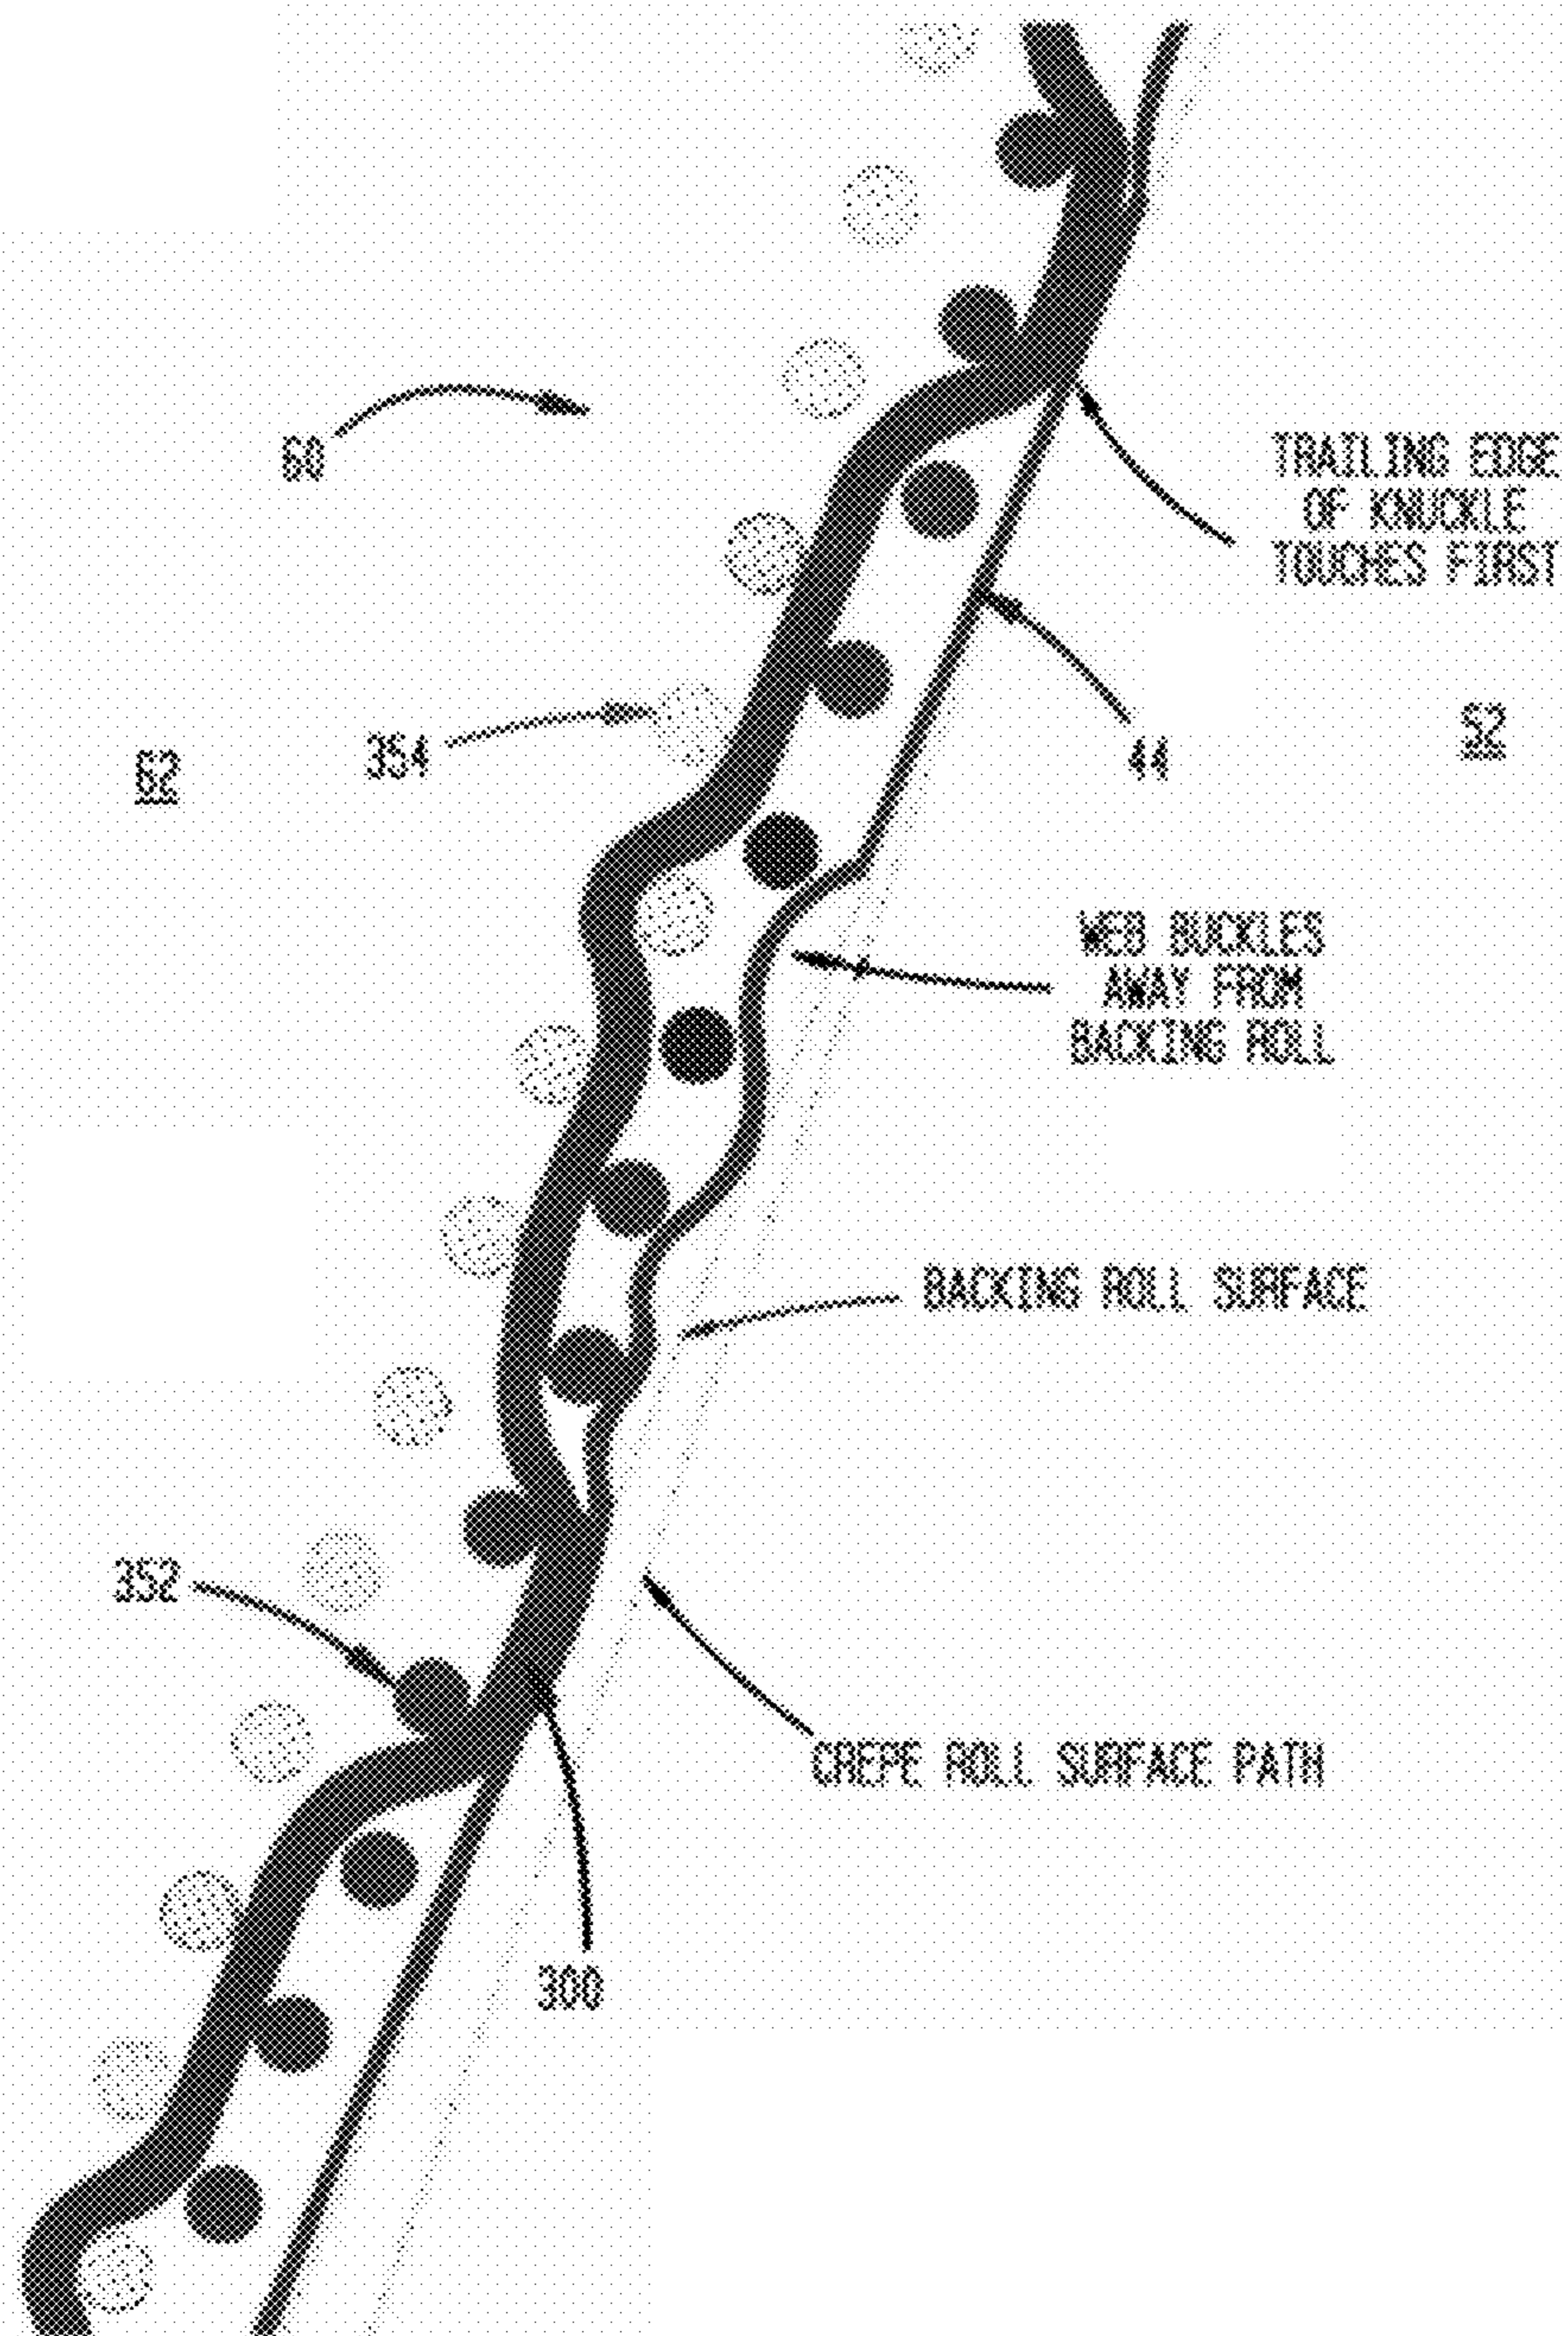 60
TRAILING EDGE
OF KNUCKLE
TOUCHES FIRST
62
354
44
52
WEB BUCKLES
AWAY FROM
BACKING ROLL
BACKING ROLL SURFACE
352
CREPE ROLL SURFACE PATH
300